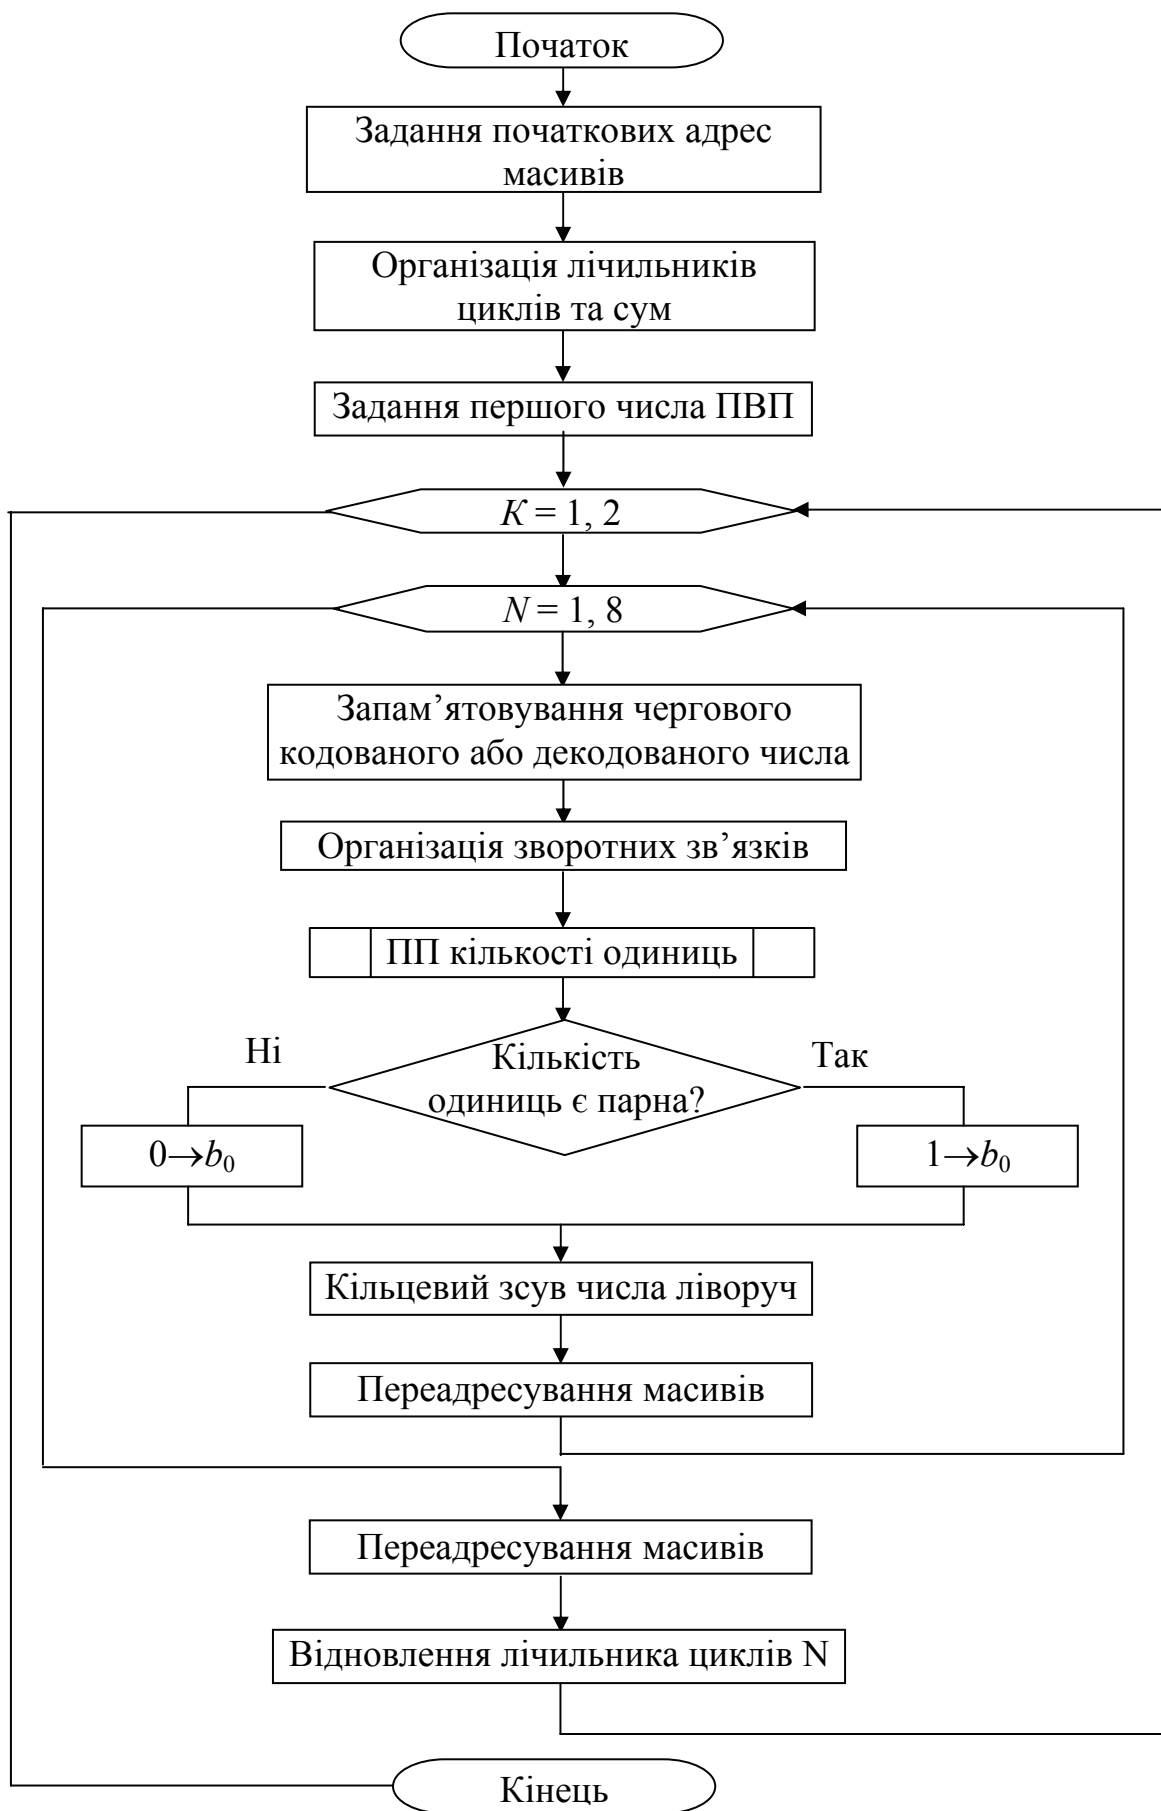 Початок
Задання початкових адрес
масивів
Організація лічильників
циклів та сум
Задання першого числа ПВП
K = 1, 2
N = 1, 8
Запам’ятовування чергового
кодованого або декодованого числа
Організація зворотних зв’язків
ПП кількості одиниць
Ні
Кількість
одиниць є парна?
Так
0→b₀
1→b₀
Кільцевий зсув числа ліворуч
Переадресування масивів
Переадресування масивів
Відновлення лічильника циклів N
Кінець